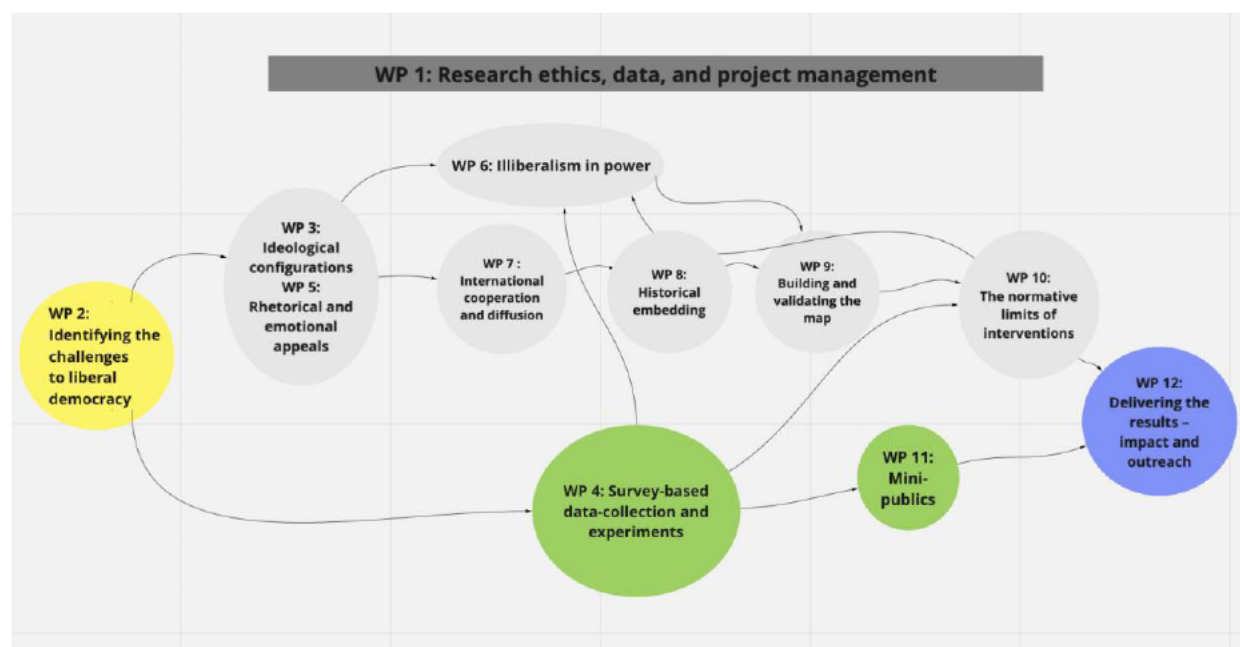 WP 1: Research ethics, data, and project management
WP 6: Illiberalism in power
WP 3:
Ideological
configurations
WP 5:
Rhetorical and
emotional
appeals
WP 7 :
International
cooperation
and diffusion
WP 8:
Historical
embedding
WP 9:
Building and
validating the
map
WP 10:
The normative
limits of
interventions
WP 2:
Identifying the
challenges
to liberal
democracy
WP 12:
Delivering the
results –
impact and
outreach
WP 11:
Mini-
publics
WP 4: Survey-based
data-collection and
experiments